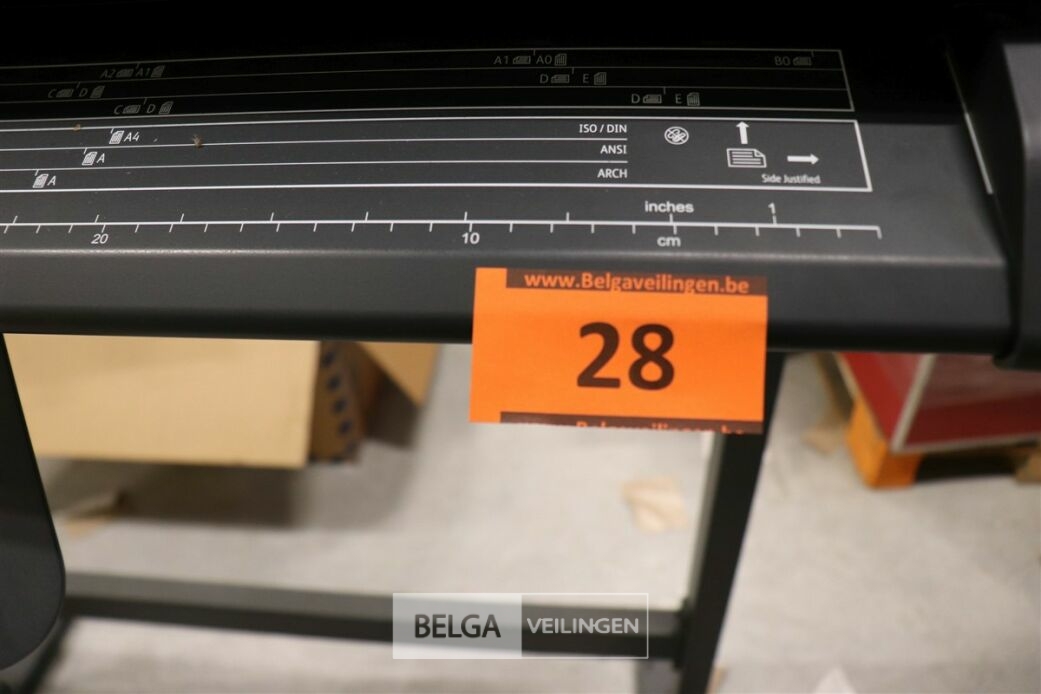 A2 A1 A1 A0 B0
C D D E
C D D E
A4 ISO / DIN
A ANSI
A ARCH
Side Justified
inches 1
20 10 cm
www.Belgaveilingen.be
28
BELGA VEILINGEN